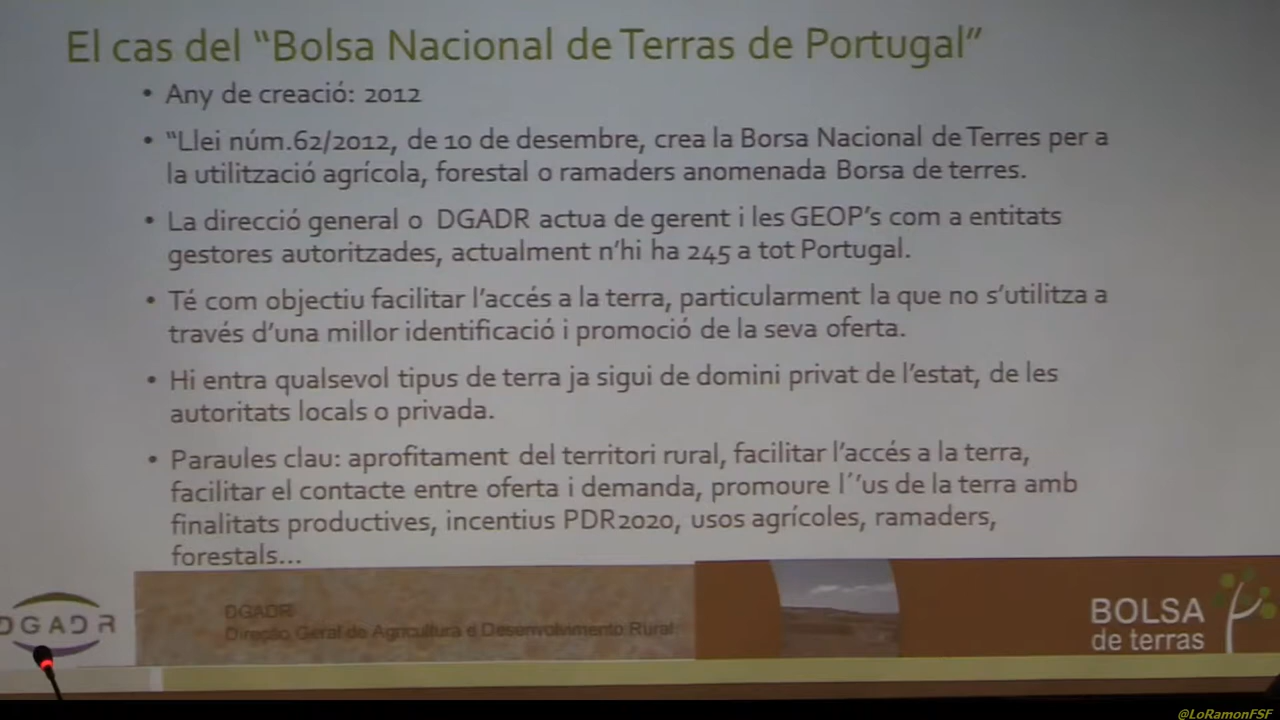 El cas del “Bolsa Nacional de Terras de Portugal”
• Any de creació: 2012
• “Llei núm.62/2012, de 10 de desembre, crea la Borsa Nacional de Terres per a
la utilització agrícola, forestal o ramaders anomenada Borsa de terres.
• La direcció general o DGADR actua de gerent i les GEOP’s com a entitats
gestores autoritzades, actualment n’hi ha 245 a tot Portugal.
• Té com objectiu facilitar l’accés a la terra, particularment la que no s’utilitza a
través d’una millor identificació i promoció de la seva oferta.
• Hi entra qualsevol tipus de terra ja sigui de domini privat de l’estat, de les
autoritats locals o privada.
• Paraules clau: aprofitament del territori rural, facilitar l’accés a la terra,
facilitar el contacte entre oferta i demanda, promoure l´’us de la terra amb
finalitats productives, incentius PDR2020, usos agrícoles, ramaders,
forestals...
DGADR
DGADR
Direção Geral de Agricultura e Desenvolvimento Rural
BOLSA
de terras
@LoRamonFSF